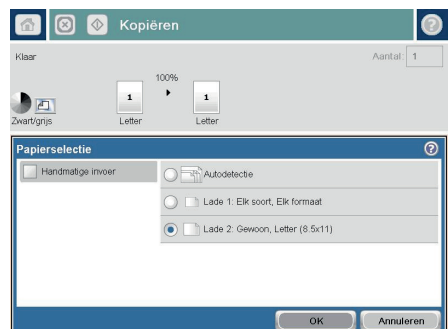 Kopiëren
Klaar
Aantal: 1
100%
1
1
Zwart/grijs
Letter
Letter
Papierselectie
Handmatige invoer
Autodetectie
Lade 1: Elk soort, Elk formaat
Lade 2: Gewoon, Letter (8.5x11)
OK
Annuleren